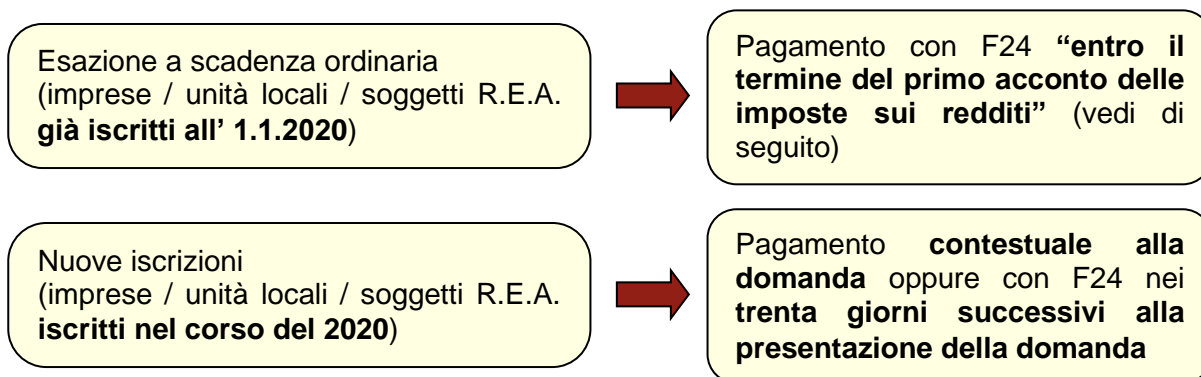 Esazione a scadenza ordinaria
(imprese / unità locali / soggetti R.E.A.
già iscritti all’ 1.1.2020)
Pagamento con F24 “entro il
termine del primo acconto delle
imposte sui redditi” (vedi di
seguito)
Nuove iscrizioni
(imprese / unità locali / soggetti R.E.A.
iscritti nel corso del 2020)
Pagamento contestuale alla
domanda oppure con F24 nei
trenta giorni successivi alla
presentazione della domanda